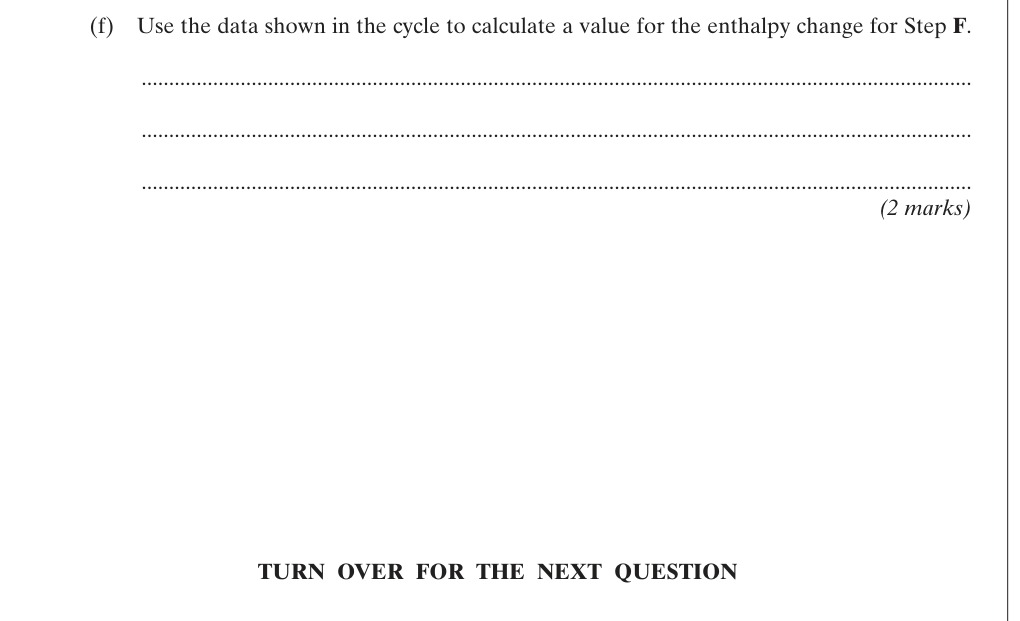 (f) Use the data shown in the cycle to calculate a value for the enthalpy change for Step F.
(2 marks)
TURN OVER FOR THE NEXT QUESTION